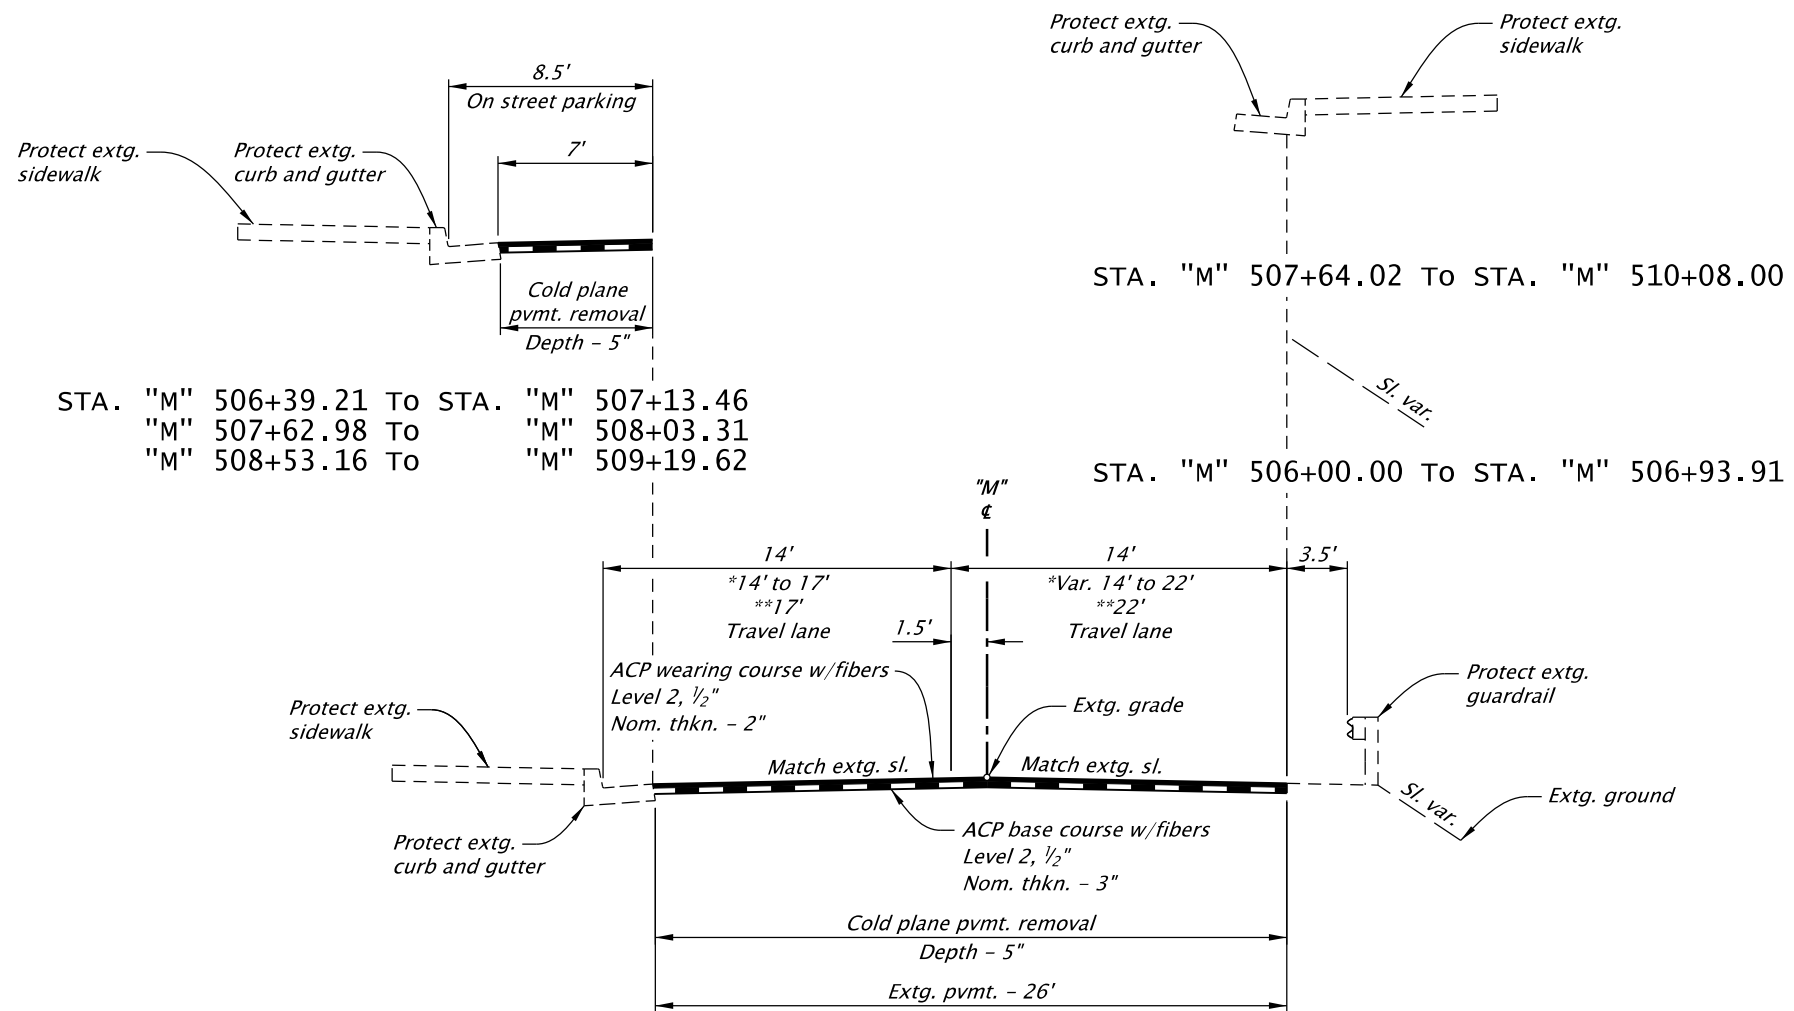 Protect extg.
curb and gutter
Protect extg.
sidewalk
8.5'
On street parking
7'
Protect extg.
sidewalk
Protect extg.
curb and gutter
Cold plane
pvmt. removal
Depth – 5"
STA. "M" 507+64.02 To STA. "M" 510+08.00
Sl. var.
STA. "M" 506+39.21 To STA. "M" 507+13.46
"M" 507+62.98 To "M" 508+03.31
"M" 508+53.16 To "M" 509+19.62
STA. "M" 506+00.00 To STA. "M" 506+93.91
"M"
℄
14'
*14' to 17'
**17'
Travel lane
14'
*Var. 14' to 22'
**22'
Travel lane
3.5'
1.5'
ACP wearing course w/fibers
Level 2, 1/2"
Nom. thkn. – 2"
Extg. grade
Protect extg.
guardrail
Protect extg.
sidewalk
Match extg. sl.
Match extg. sl.
Sl. var.
Extg. ground
Protect extg.
curb and gutter
ACP base course w/fibers
Level 2, 1/2"
Nom. thkn. – 3"
Cold plane pvmt. removal
Depth – 5"
Extg. pvmt. – 26'